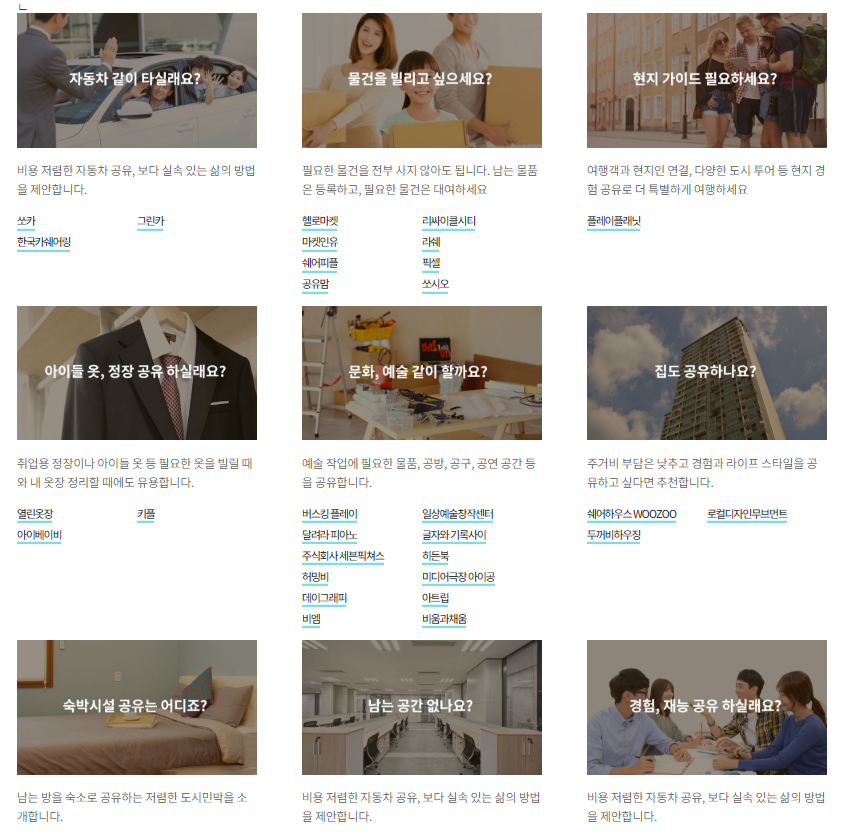 ㄴ
자동차 같이 타실래요?
비용 저렴한 자동차 공유, 보다 실속 있는 삶의 방법
을 제안합니다.
쏘카
그린카
한국카쉐어링
물건을 빌리고 싶으세요?
필요한 물건을 전부 사지 않아도 됩니다. 남는 물품
은 등록하고, 필요한 물건은 대여하세요
헬로마켓
리싸이클시티
마켓인유
라쉐
쉐어피플
픽셀
공유맘
쏘시오
현지 가이드 필요하세요?
여행객과 현지인 연결, 다양한 도시 투어 등 현지 경
험 공유로 더 특별하게 여행하세요
플레이플래닛
아이들 옷, 정장 공유 하실래요?
취업용 정장이나 아이들 옷 등 필요한 옷을 빌릴 때
와 내 옷장 정리할 때에도 유용합니다.
열린옷장
키플
아이베이비
문화, 예술 같이 할까요?
예술 작업에 필요한 물품, 공방, 공구, 공연 공간 등
을 공유합니다.
버스킹 플레이
일상예술창작센터
달려라 피아노
글자와 기록사이
주식회사 세븐픽쳐스
히든북
허밍비
미디어극장 아이공
데이그래피
아트립
비엠
비움과채움
집도 공유하나요?
주거비 부담은 낮추고 경험과 라이프 스타일을 공
유하고 싶다면 추천합니다.
쉐어하우스 WOOZOO
로컬디자인무브먼트
두꺼비하우징
숙박시설 공유는 어디죠?
남는 방을 숙소로 공유하는 저렴한 도시민박을 소
개합니다.
남는 공간 없나요?
비용 저렴한 자동차 공유, 보다 실속 있는 삶의 방법
을 제안합니다.
경험, 재능 공유 하실래요?
비용 저렴한 자동차 공유, 보다 실속 있는 삶의 방법
을 제안합니다.